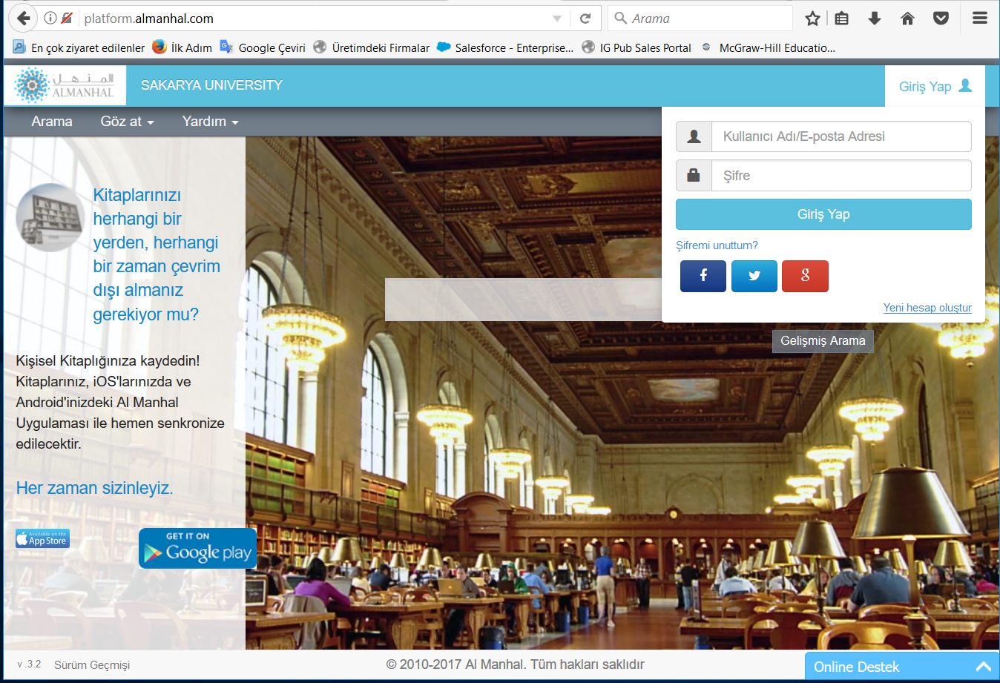 platform.almanhal.com
Arama
En çok ziyaret edilenler
İlk Adım
Google Çeviri
Üretimdeki Firmalar
Salesforce - Enterprise...
IG Pub Sales Portal
McGraw-Hill Educatio...
المنهل
ALMANHAL
SAKARYA UNIVERSITY
Giriş Yap
Arama
Göz at
Yardım
Kullanıcı Adı/E-posta Adresi
Şifre
Giriş Yap
Şifremi unuttum?
Yeni hesap oluştur
Gelişmiş Arama
Kitaplarınızı
herhangi bir
yerden, herhangi
bir zaman çevrim
dışı almanız
gerekiyor mu?
Kişisel Kitaplığınıza kaydedin!
Kitaplarınız, iOS'larınızda ve
Android'inizdeki Al Manhal
Uygulaması ile hemen senkronize
edilecektir.
Her zaman sizinleyiz.
Available on the
App Store
GET IT ON
Google play
v .3.2
Sürüm Geçmişi
© 2010-2017 Al Manhal. Tüm hakları saklıdır
Online Destek